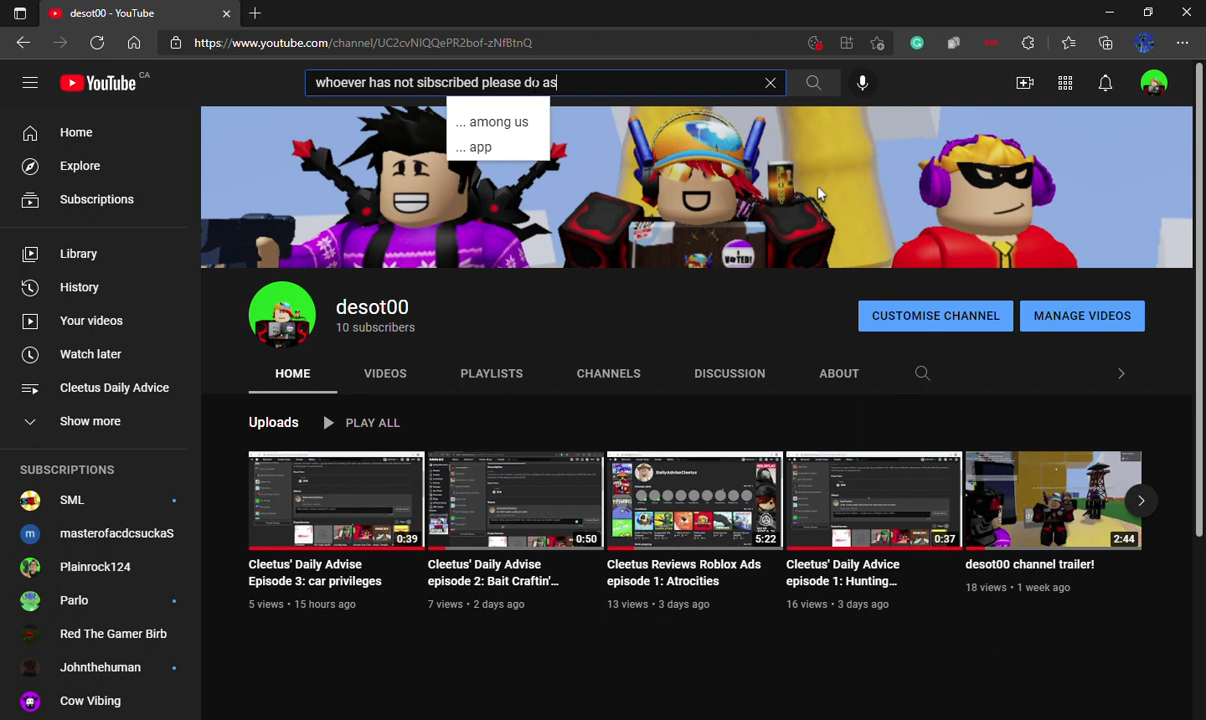 desot00 - YouTube
https://www.youtube.com/channel/UC2cvNIQQePR2bof-zNfBtnQ
YouTube CA
whoever has not sibscribed please do as
... among us
... app
Home
Explore
Subscriptions
Library
History
Your videos
Watch later
Cleetus Daily Advice
Show more
SUBSCRIPTIONS
SML
masterofacdcsuckaS
Plainrock124
Parlo
Red The Gamer Birb
Johnthehuman
Cow Vibing
I VOTED!
desot00
10 subscribers
CUSTOMISE CHANNEL
MANAGE VIDEOS
HOME VIDEOS PLAYLISTS CHANNELS DISCUSSION ABOUT
Uploads PLAY ALL
0:39
Cleetus' Daily Advise
Episode 3: car privileges
5 views • 15 hours ago
0:50
Cleetus' Daily Advise
episode 2: Bait Craftin'...
7 views • 2 days ago
DailyAdviseCleetus
5:22
Cleetus Reviews Roblox Ads
episode 1: Atrocities
13 views • 3 days ago
0:37
Cleetus' Daily Advice
episode 1: Hunting...
16 views • 3 days ago
2:44
desot00 channel trailer!
18 views • 1 week ago